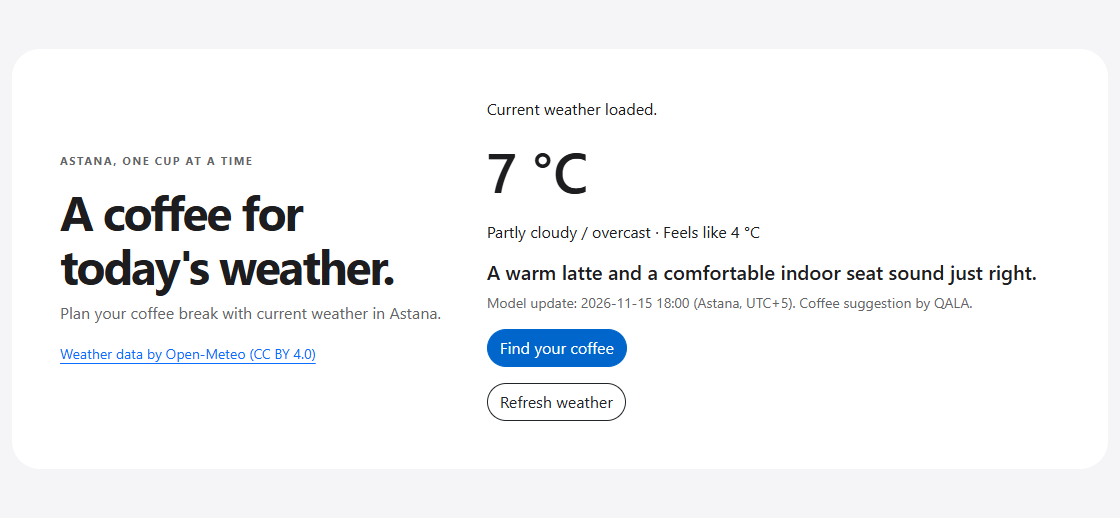 ASTANA, ONE CUP AT A TIME
A coffee for
today's weather.
Plan your coffee break with current weather in Astana.
Weather data by Open-Meteo (CC BY 4.0)
Current weather loaded.
7 °C
Partly cloudy / overcast · Feels like 4 °C
A warm latte and a comfortable indoor seat sound just right.
Model update: 2026-11-15 18:00 (Astana, UTC+5). Coffee suggestion by QALA.
Find your coffee
Refresh weather